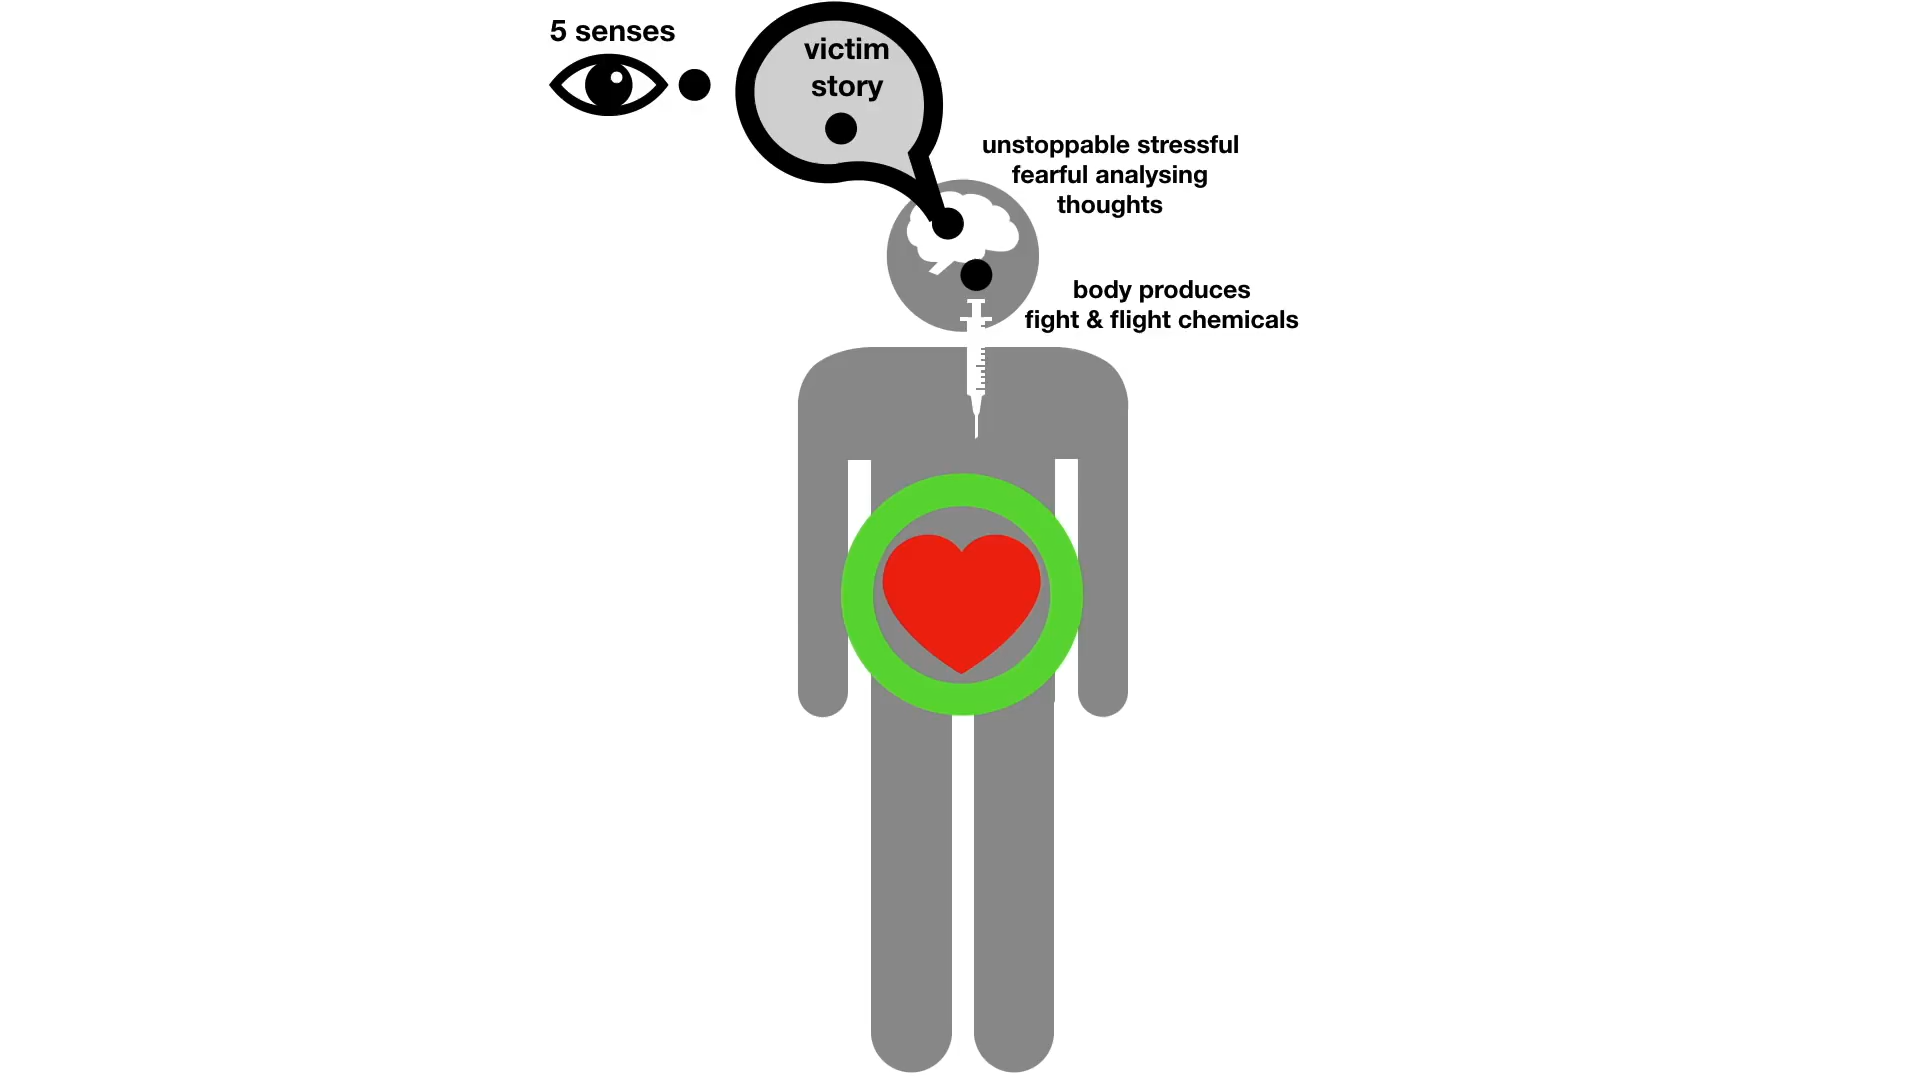 5 senses
victim
story
unstoppable stressful
fearful analysing
thoughts
body produces
fight & flight chemicals